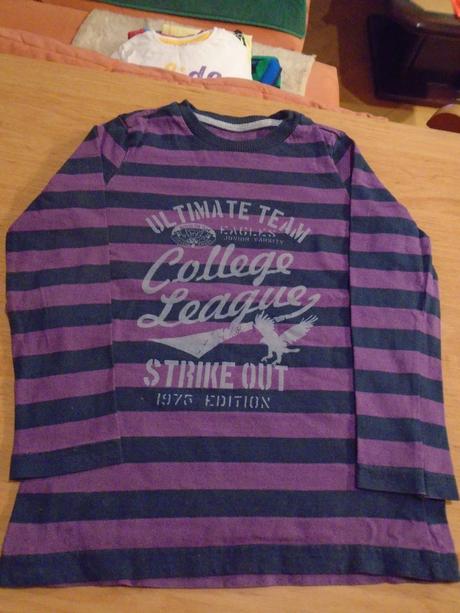 ULTIMATE TEAM
EAGLES
JUNIOR VARSITY
College
League
STRIKE OUT
1975 EDITION